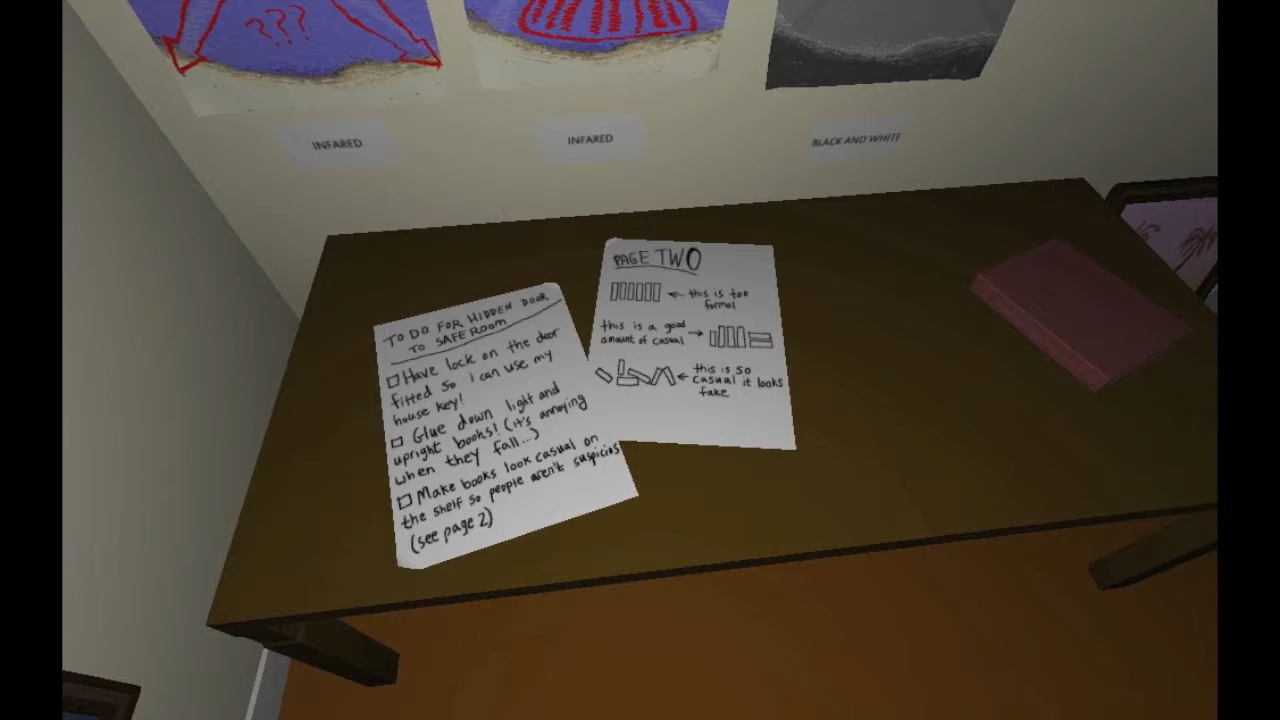 ???
INFARED
INFARED
BLACK AND WHITE
TO DO FOR HIDDEN DOOR
TO SAFE ROOM
Have lock on the door
fitted so i can use my
house key!
Glue down light and
upright books! (it's annoying
when they fall...)
Make books look casual on
the shelf so people aren't suspicios
(see page 2)
PAGE TWO
this is too
formal
this is a good
amount of casual
this is so
casual it looks
fake